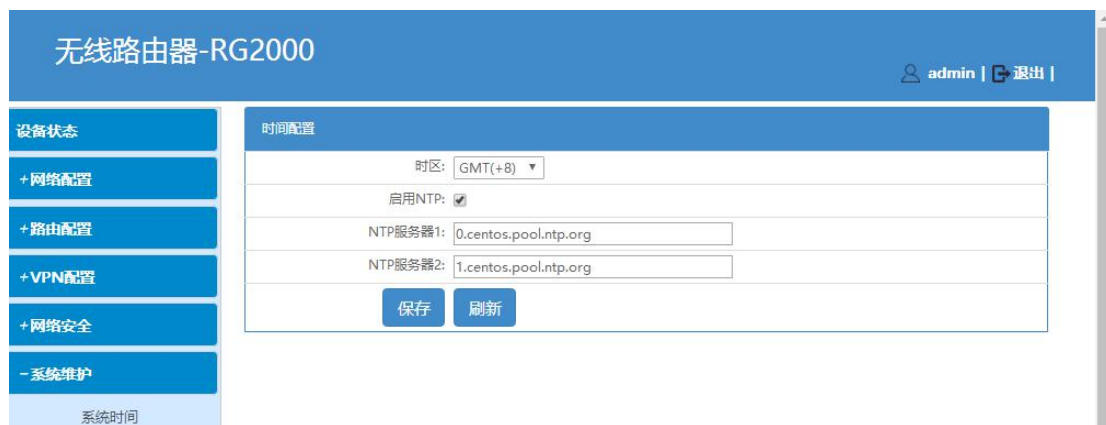 无线路由器-RG2000
admin | 退出 |
设备状态
+网络配置
+路由配置
+VPN配置
+网络安全
-系统维护
系统时间
时间配置
时区: GMT(+8)
启用NTP:
NTP服务器1: 0.centos.pool.ntp.org
NTP服务器2: 1.centos.pool.ntp.org
保存 刷新